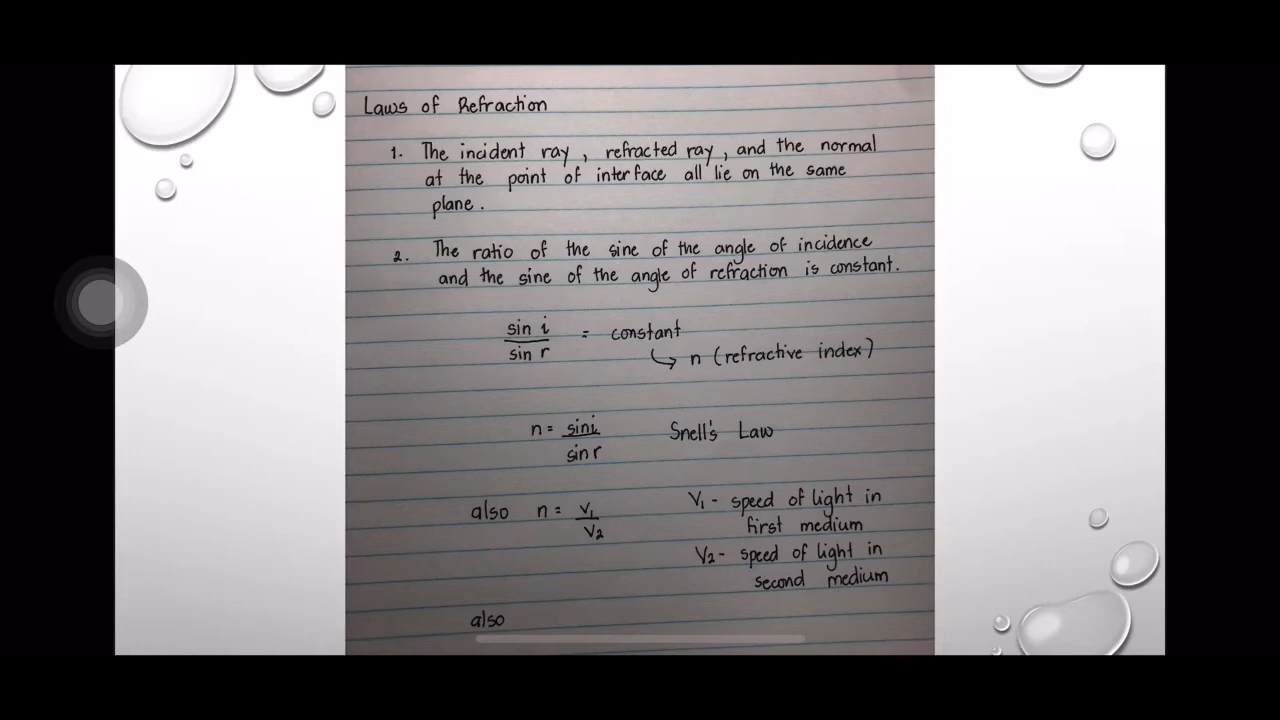 Laws of Refraction
1. The incident ray, refracted ray, and the normal
at the point of interface all lie on the same
plane.
2. The ratio of the sine of the angle of incidence
and the sine of the angle of refraction is constant.
sin i / sin r = constant
↳ n (refractive index)
n = sin i / sin r Snell's Law
also n = V1 / V2
V1 - speed of light in
first medium
V2 - speed of light in
second medium
also